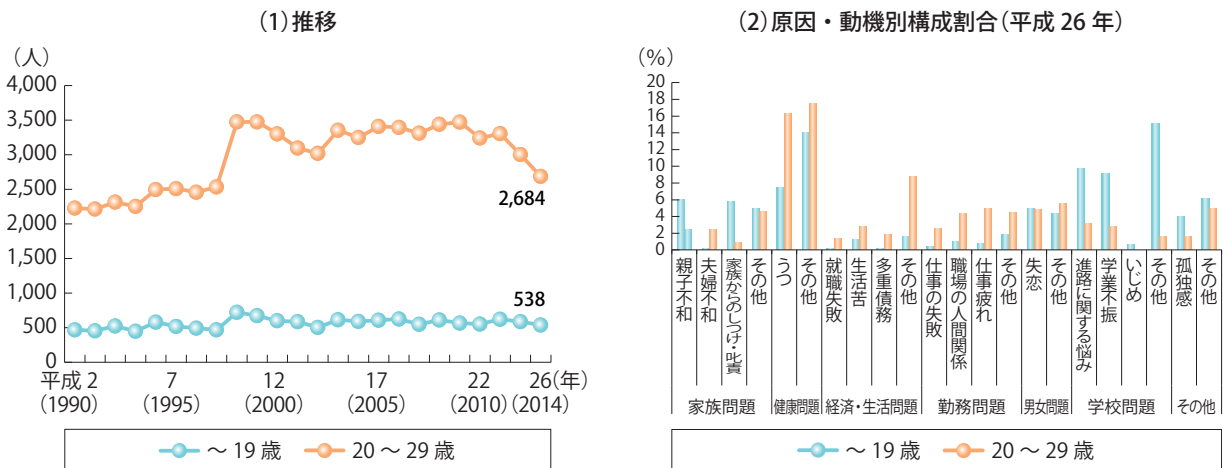 (1)推移
(人)
4,000
3,500
3,000
2,500
2,000
1,500
1,000
500
0
2,684
538
平成2 7 12 17 22 26(年)
(1990) (1995) (2000) (2005) (2010) (2014)
~19歳 20~29歳
(2)原因・動機別構成割合(平成26年)
(%)
20
18
16
14
12
10
8
6
4
2
0
親子不和
夫婦不和
家族からのしつけ・叱責
その他
うつ
その他
就職失敗
生活苦
多重債務
その他
仕事の失敗
職場の人間関係
仕事疲れ
その他
失恋
その他
進路に関する悩み
学業不振
いじめ
その他
孤独感
その他
家族問題 健康問題 経済・生活問題 勤務問題 男女問題 学校問題 その他
~19歳 20~29歳